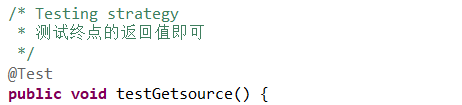 /* Testing strategy
 * 测试终点的返回值即可
 */
@Test
public void testGetsource() {